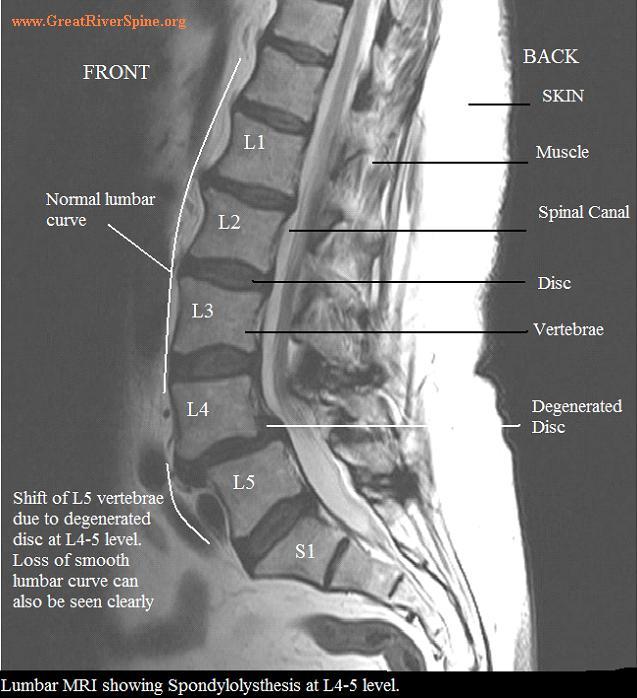 www.GreatRiverSpine.org
FRONT
BACK
SKIN
Muscle
Spinal Canal
Disc
Vertebrae
Degenerated
Disc
Normal lumbar
curve
L1
L2
L3
L4
L5
S1
Shift of L5 vertebrae
due to degenerated
disc at L4-5 level.
Loss of smooth
lumbar curve can
also be seen clearly
Lumbar MRI showing Spondylolysthesis at L4-5 level.